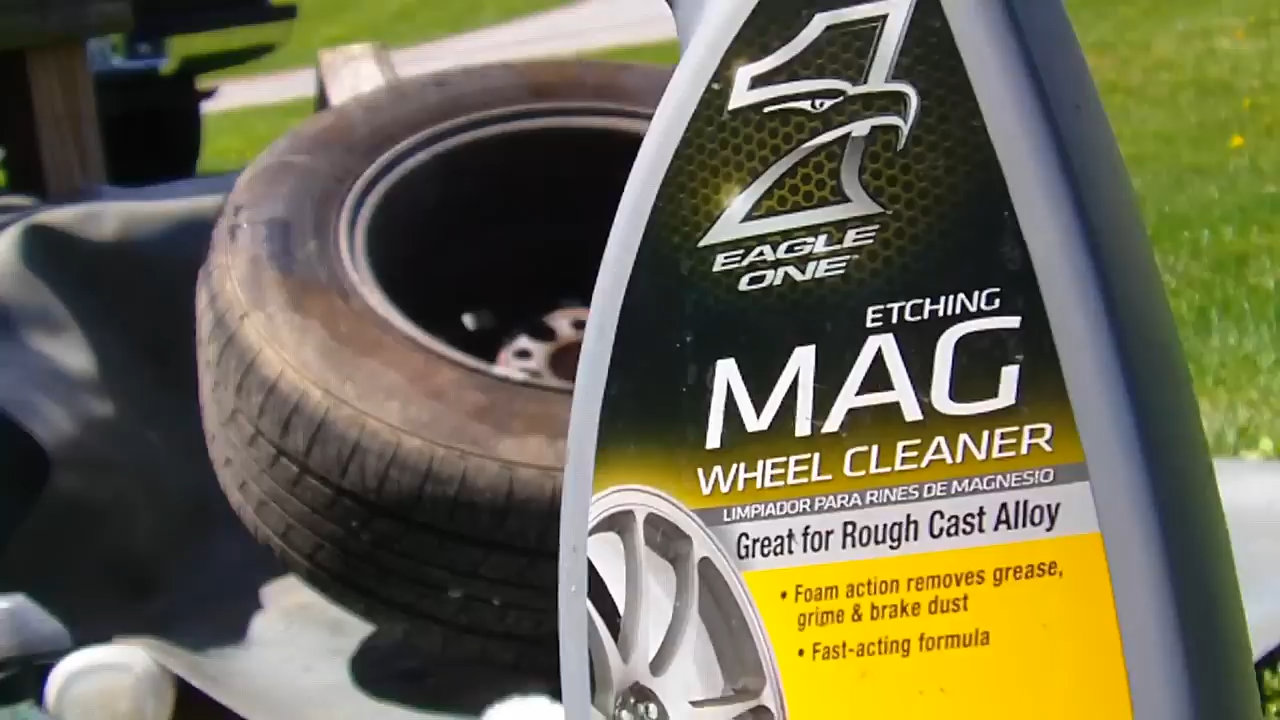 EAGLE
ONE
ETCHING
MAG
WHEEL CLEANER
LIMPIADOR PARA RINES DE MAGNESIO
Great for Rough Cast Alloy
• Foam action removes grease,
grime & brake dust
• Fast-acting formula